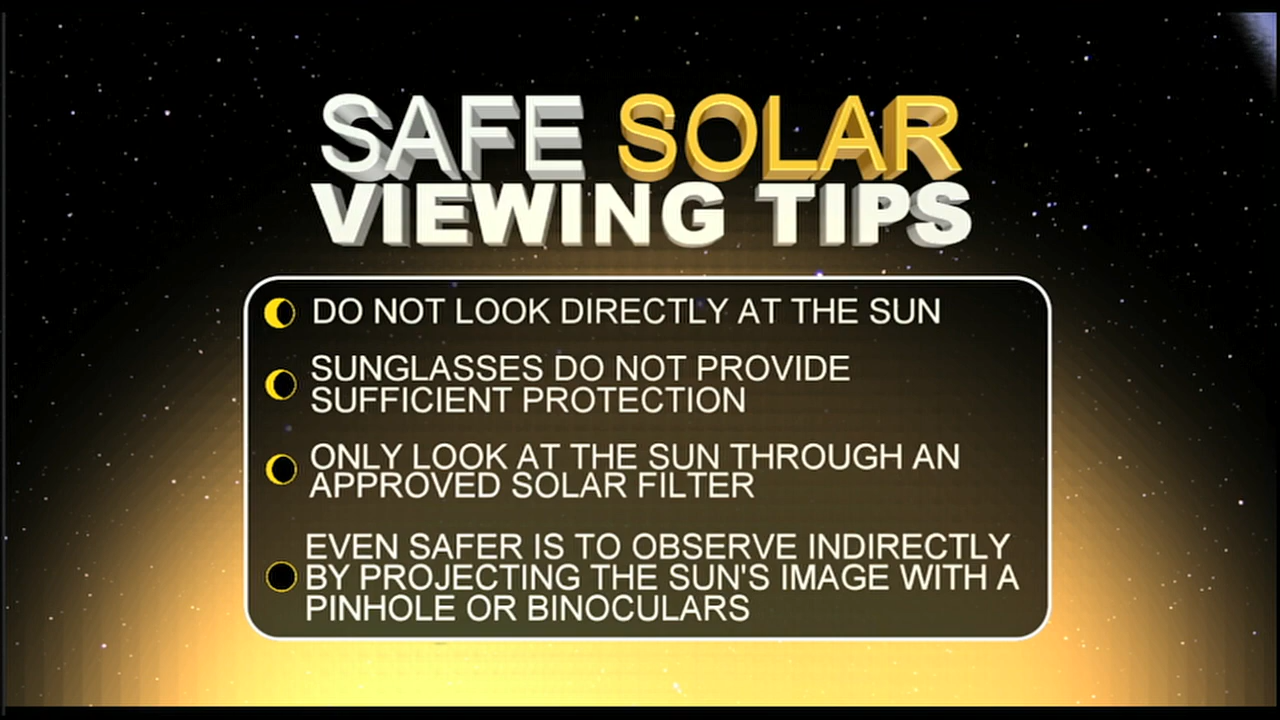 SAFE SOLAR
VIEWING TIPS
DO NOT LOOK DIRECTLY AT THE SUN
SUNGLASSES DO NOT PROVIDE
SUFFICIENT PROTECTION
ONLY LOOK AT THE SUN THROUGH AN
APPROVED SOLAR FILTER
EVEN SAFER IS TO OBSERVE INDIRECTLY
BY PROJECTING THE SUN'S IMAGE WITH A
PINHOLE OR BINOCULARS